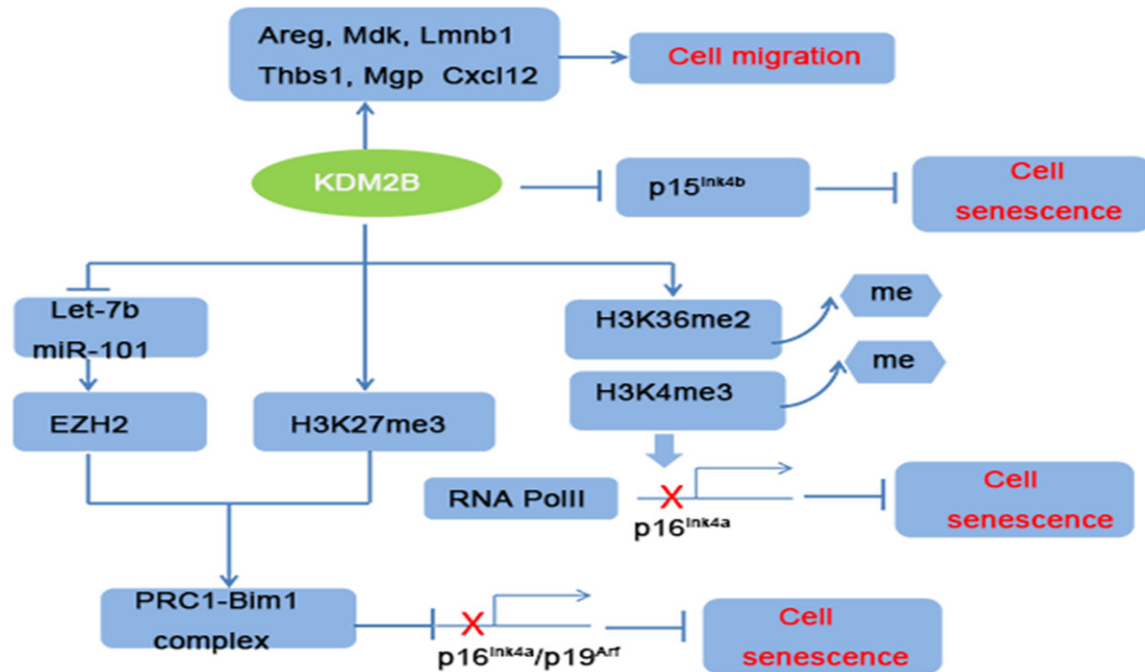 Areg, Mdk, Lmnb1
Thbs1, Mgp Cxcl12
Cell migration
KDM2B
p15Ink4b
Cell
senescence
Let-7b
miR-101
H3K36me2
me
H3K4me3
me
EZH2
H3K27me3
RNA PolII
X
p16Ink4a
Cell
senescence
PRC1-Bim1
complex
X
p16Ink4a/p19Arf
Cell
senescence